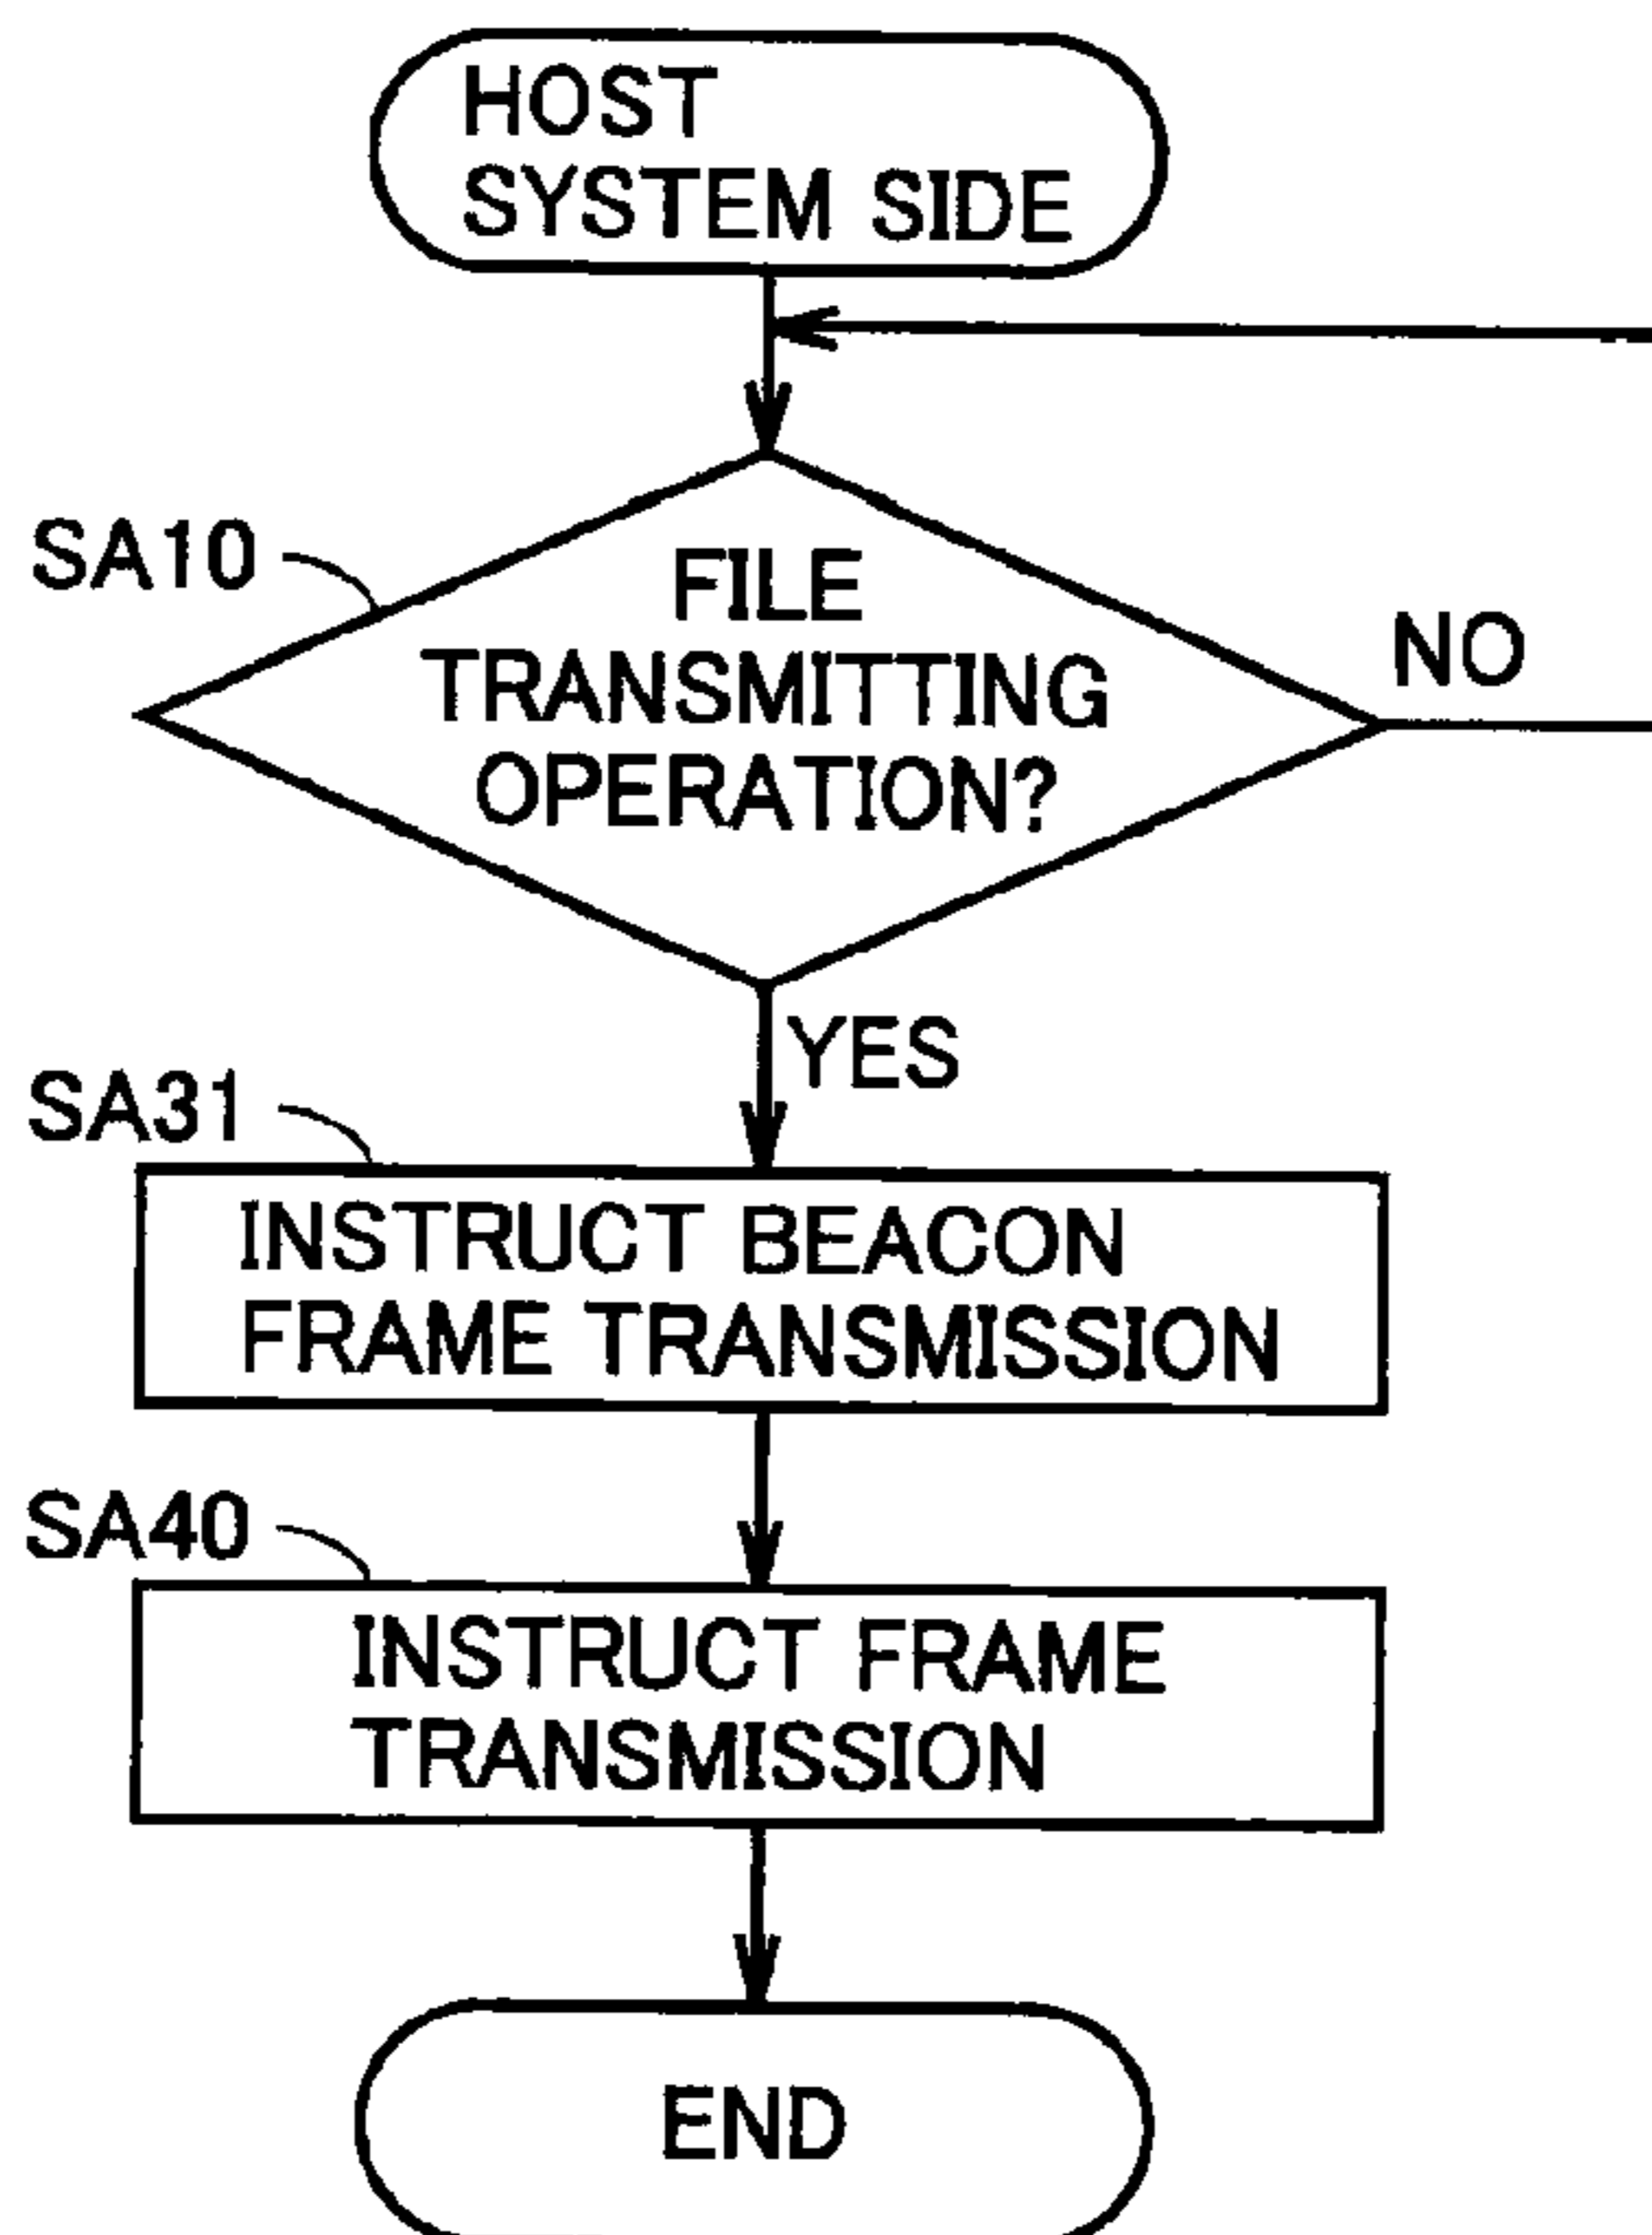 HOST
SYSTEM SIDE
SA10
FILE
TRANSMITTING
OPERATION?
NO
YES
SA31
INSTRUCT BEACON
FRAME TRANSMISSION
SA40
INSTRUCT FRAME
TRANSMISSION
END